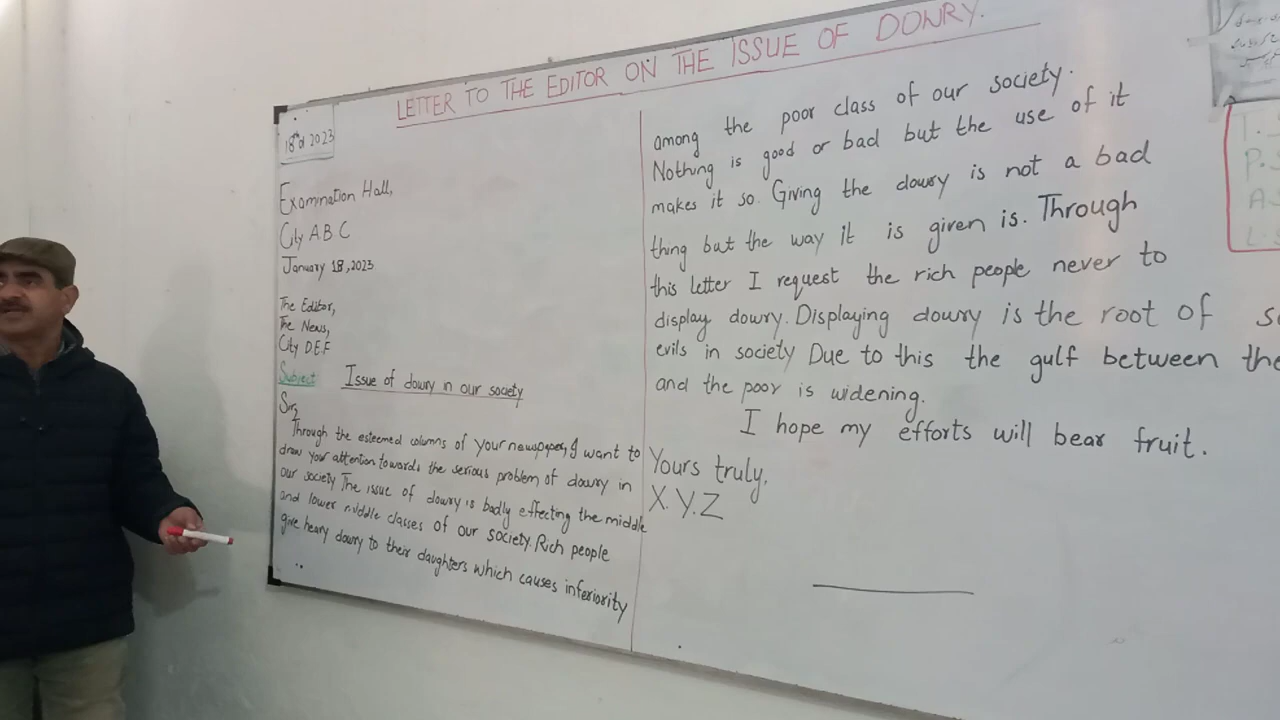 LETTER TO THE EDITOR ON THE ISSUE OF DOWRY.
18th 01 2023
Examination Hall,
City A.B.C
January 18, 2023
The Editor,
The News,
City D.E.F
Subject Issue of dowry in our society
Sir,
Through the esteemed columns of your newspaper, I want to
draw your attention towards the serious problem of dowry in
our society The issue of dowry is badly effecting the middle
and lower middle classes of our society. Rich people
give heavy dowry to their daughters which causes inferiority
among the poor class of our society.
Nothing is good or bad but the use of it
makes it so. Giving the dowry is not a bad
thing but the way it is given is. Through
this letter I request the rich people never to
display dowry. Displaying dowry is the root of
evils in society Due to this the gulf between the
and the poor is widening.
I hope my efforts will bear fruit.
Yours truly,
X.Y.Z
T.
P.
A.
L.